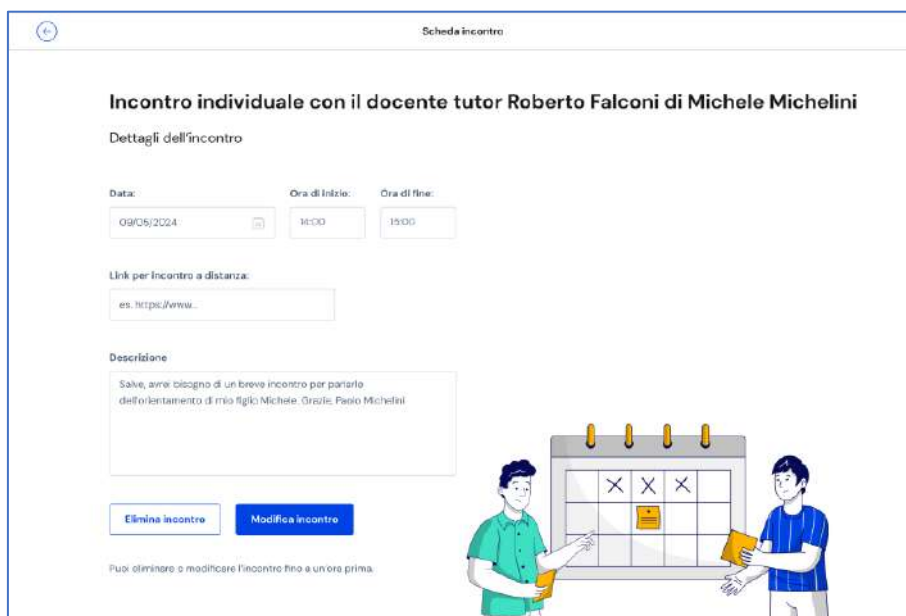 Scheda incontro
Incontro individuale con il docente tutor Roberto Falconi di Michele Michelini
Dettagli dell'incontro
Data: Ora di inizio: Ora di fine:
09/05/2024 14:00 15:00
Link per incontro a distanza:
es. https://www...
Descrizione
Salve, avrei bisogno di un breve incontro per parlarle
dell'orientamento di mio figlio Michele. Grazie, Paolo Michelini
Elimina incontro Modifica incontro
Puoi eliminare o modificare l'incontro fino a un'ora prima.